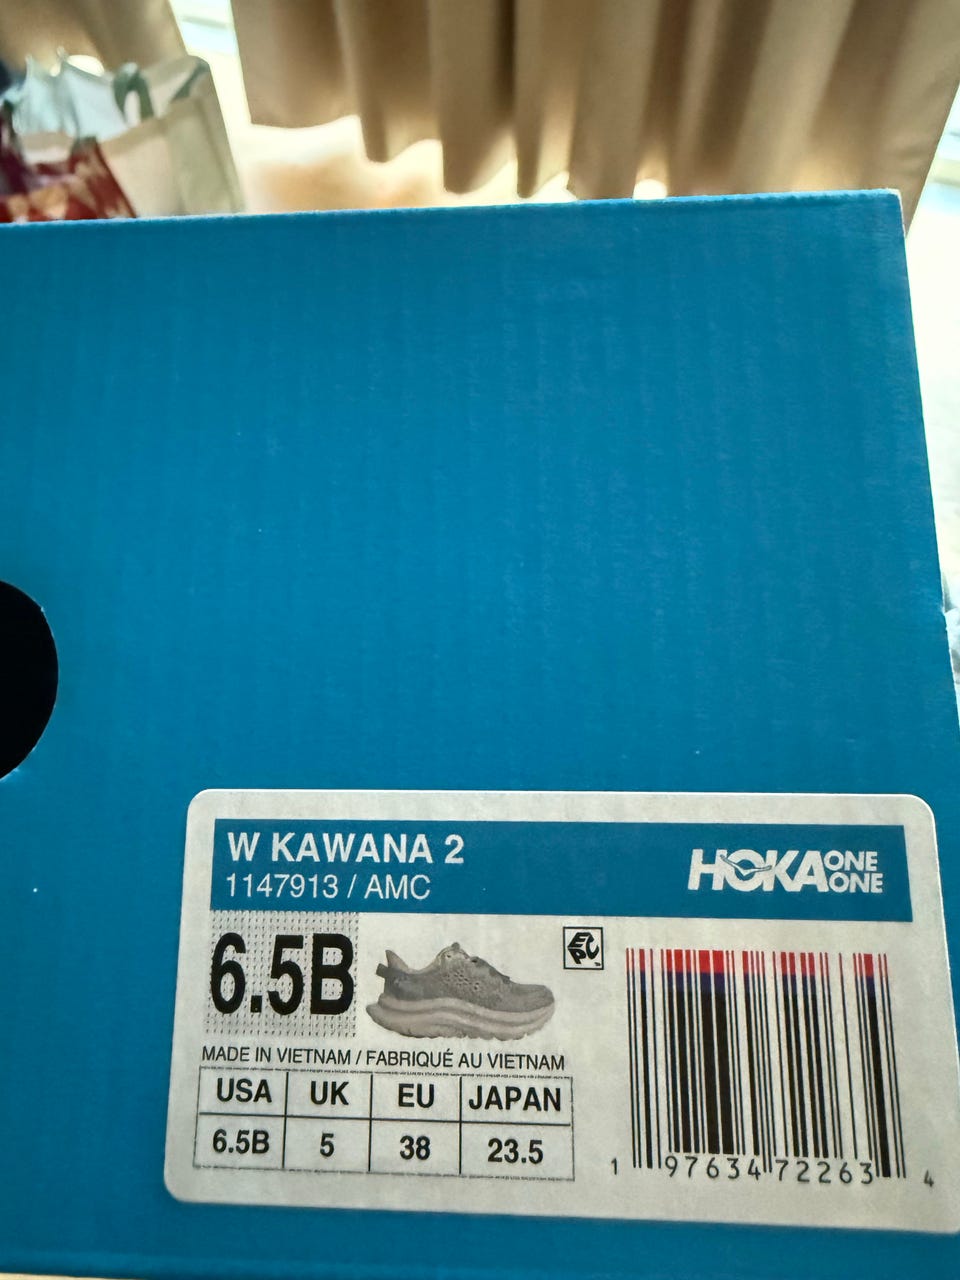 W KAWANA 2
1147913 / AMC
HOKA ONE ONE
6.5B
EPC
MADE IN VIETNAM / FABRIQUÉ AU VIETNAM
USA UK EU JAPAN
6.5B 5 38 23.5
1 97634 72263 4